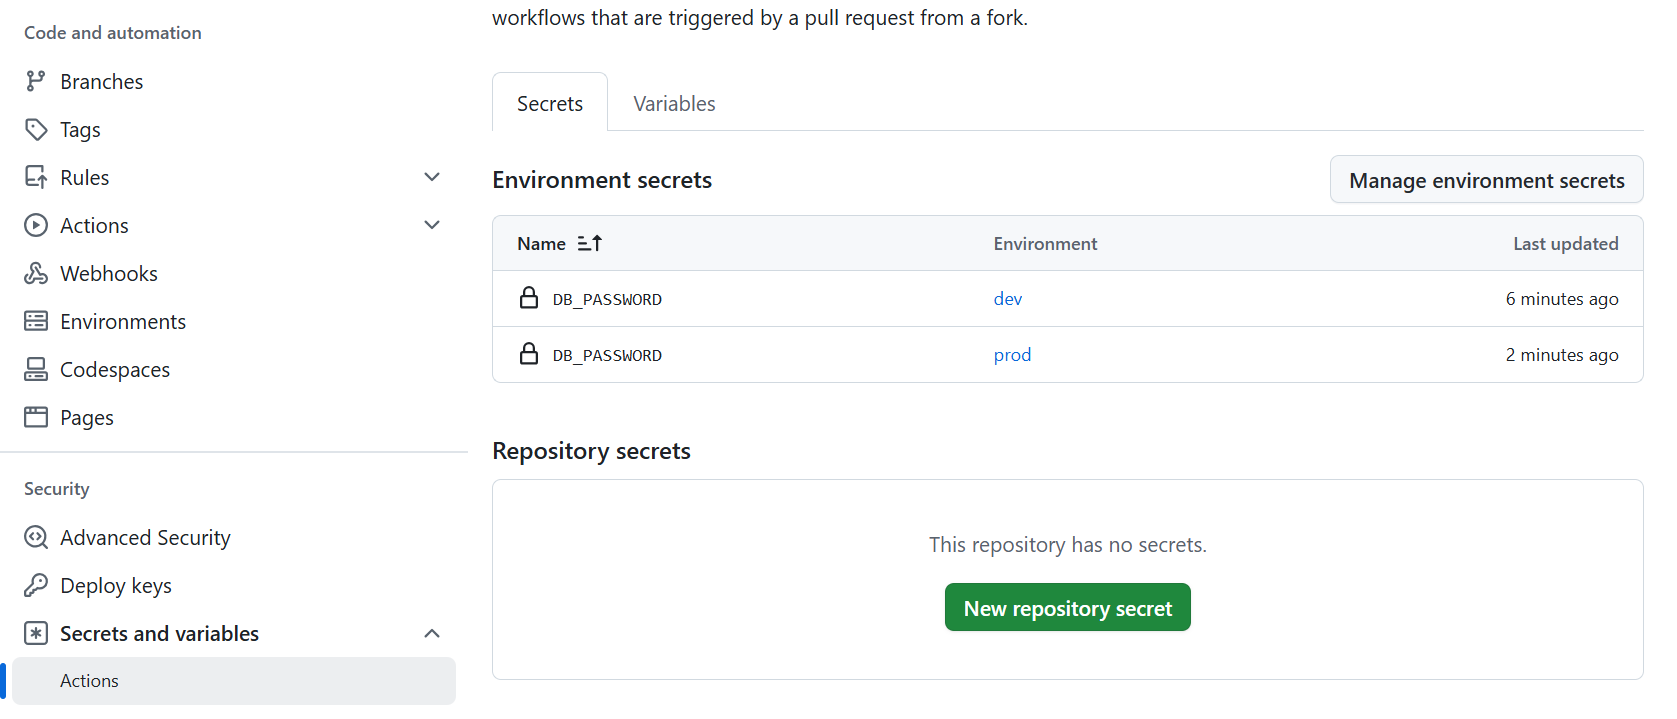 Code and automation
Branches
Tags
Rules
Actions
Webhooks
Environments
Codespaces
Pages
Security
Advanced Security
Deploy keys
Secrets and variables
Actions
workflows that are triggered by a pull request from a fork.
Secrets Variables
Environment secrets Manage environment secrets
Name Environment Last updated
DB_PASSWORD dev 6 minutes ago
DB_PASSWORD prod 2 minutes ago
Repository secrets
This repository has no secrets.
New repository secret